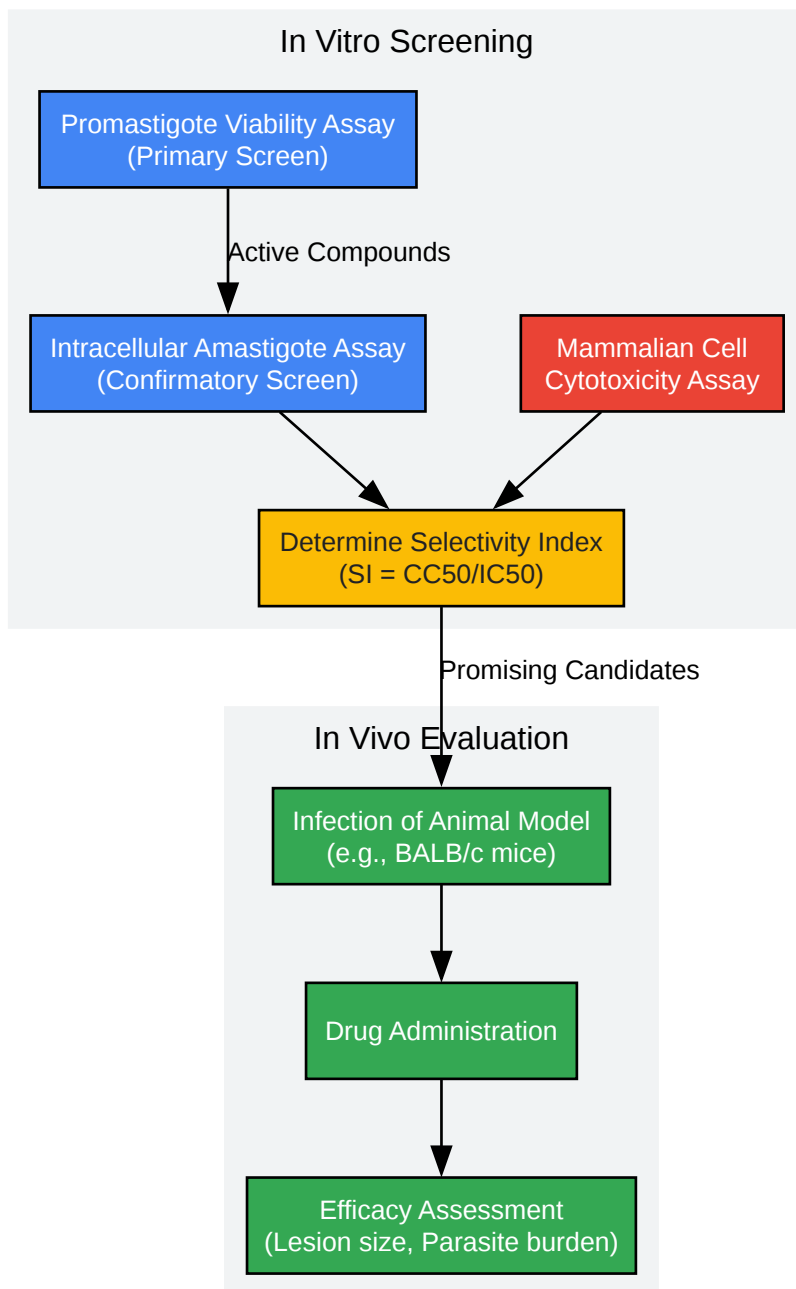 In Vitro Screening
Promastigote Viability Assay
(Primary Screen)
Active Compounds
Intracellular Amastigote Assay
(Confirmatory Screen)
Mammalian Cell
Cytotoxicity Assay
Determine Selectivity Index
(SI = CC50/IC50)
Promising Candidates
In Vivo Evaluation
Infection of Animal Model
(e.g., BALB/c mice)
Drug Administration
Efficacy Assessment
(Lesion size, Parasite burden)